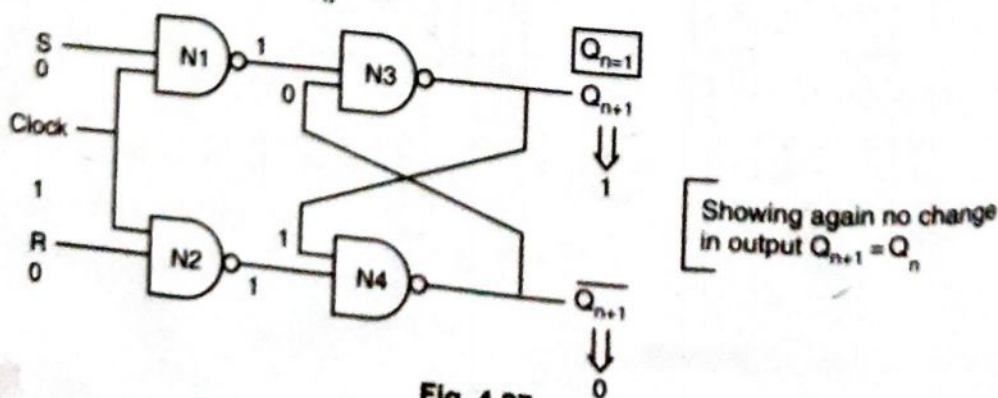 S
0
N1
1
N3
0
Q_{n=1}
Q_{n+1}
1
Clock
1
R
0
N2
1
1
N4
\overline{Q_{n+1}}
0
Showing again no change
in output Q_{n+1} = Q_n